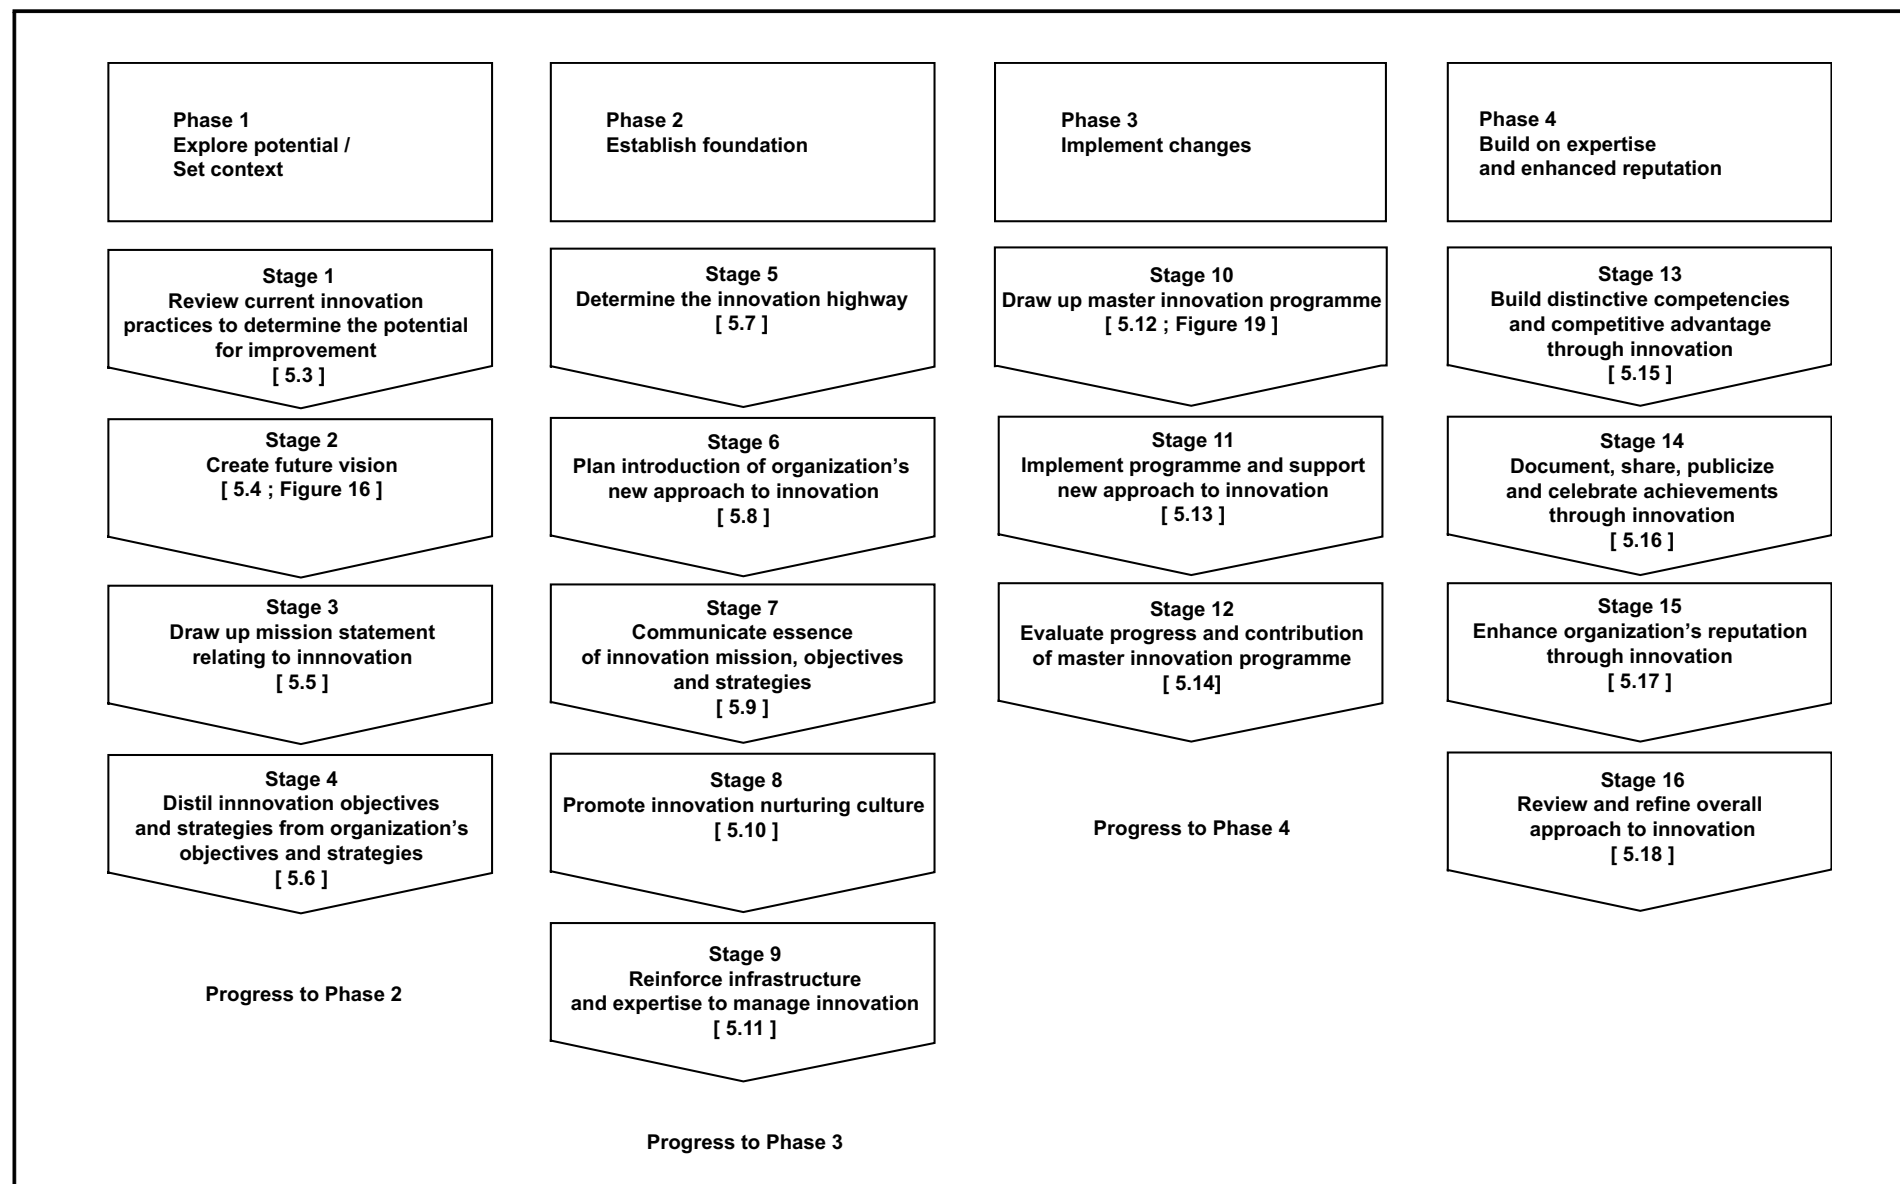 Phase 1
Explore potential /
Set context
Stage 1
Review current innovation
practices to determine the potential
for improvement
[ 5.3 ]
Stage 2
Create future vision
[ 5.4 ; Figure 16 ]
Stage 3
Draw up mission statement
relating to innnovation
[ 5.5 ]
Stage 4
Distil innnovation objectives
and strategies from organization’s
objectives and strategies
[ 5.6 ]
Progress to Phase 2
Phase 2
Establish foundation
Stage 5
Determine the innovation highway
[ 5.7 ]
Stage 6
Plan introduction of organization’s
new approach to innovation
[ 5.8 ]
Stage 7
Communicate essence
of innovation mission, objectives
and strategies
[ 5.9 ]
Stage 8
Promote innovation nurturing culture
[ 5.10 ]
Stage 9
Reinforce infrastructure
and expertise to manage innovation
[ 5.11 ]
Progress to Phase 3
Phase 3
Implement changes
Stage 10
Draw up master innovation programme
[ 5.12 ; Figure 19 ]
Stage 11
Implement programme and support
new approach to innovation
[ 5.13 ]
Stage 12
Evaluate progress and contribution
of master innovation programme
[ 5.14]
Progress to Phase 4
Phase 4
Build on expertise
and enhanced reputation
Stage 13
Build distinctive competencies
and competitive advantage
through innovation
[ 5.15 ]
Stage 14
Document, share, publicize
and celebrate achievements
through innovation
[ 5.16 ]
Stage 15
Enhance organization’s reputation
through innovation
[ 5.17 ]
Stage 16
Review and refine overall
approach to innovation
[ 5.18 ]